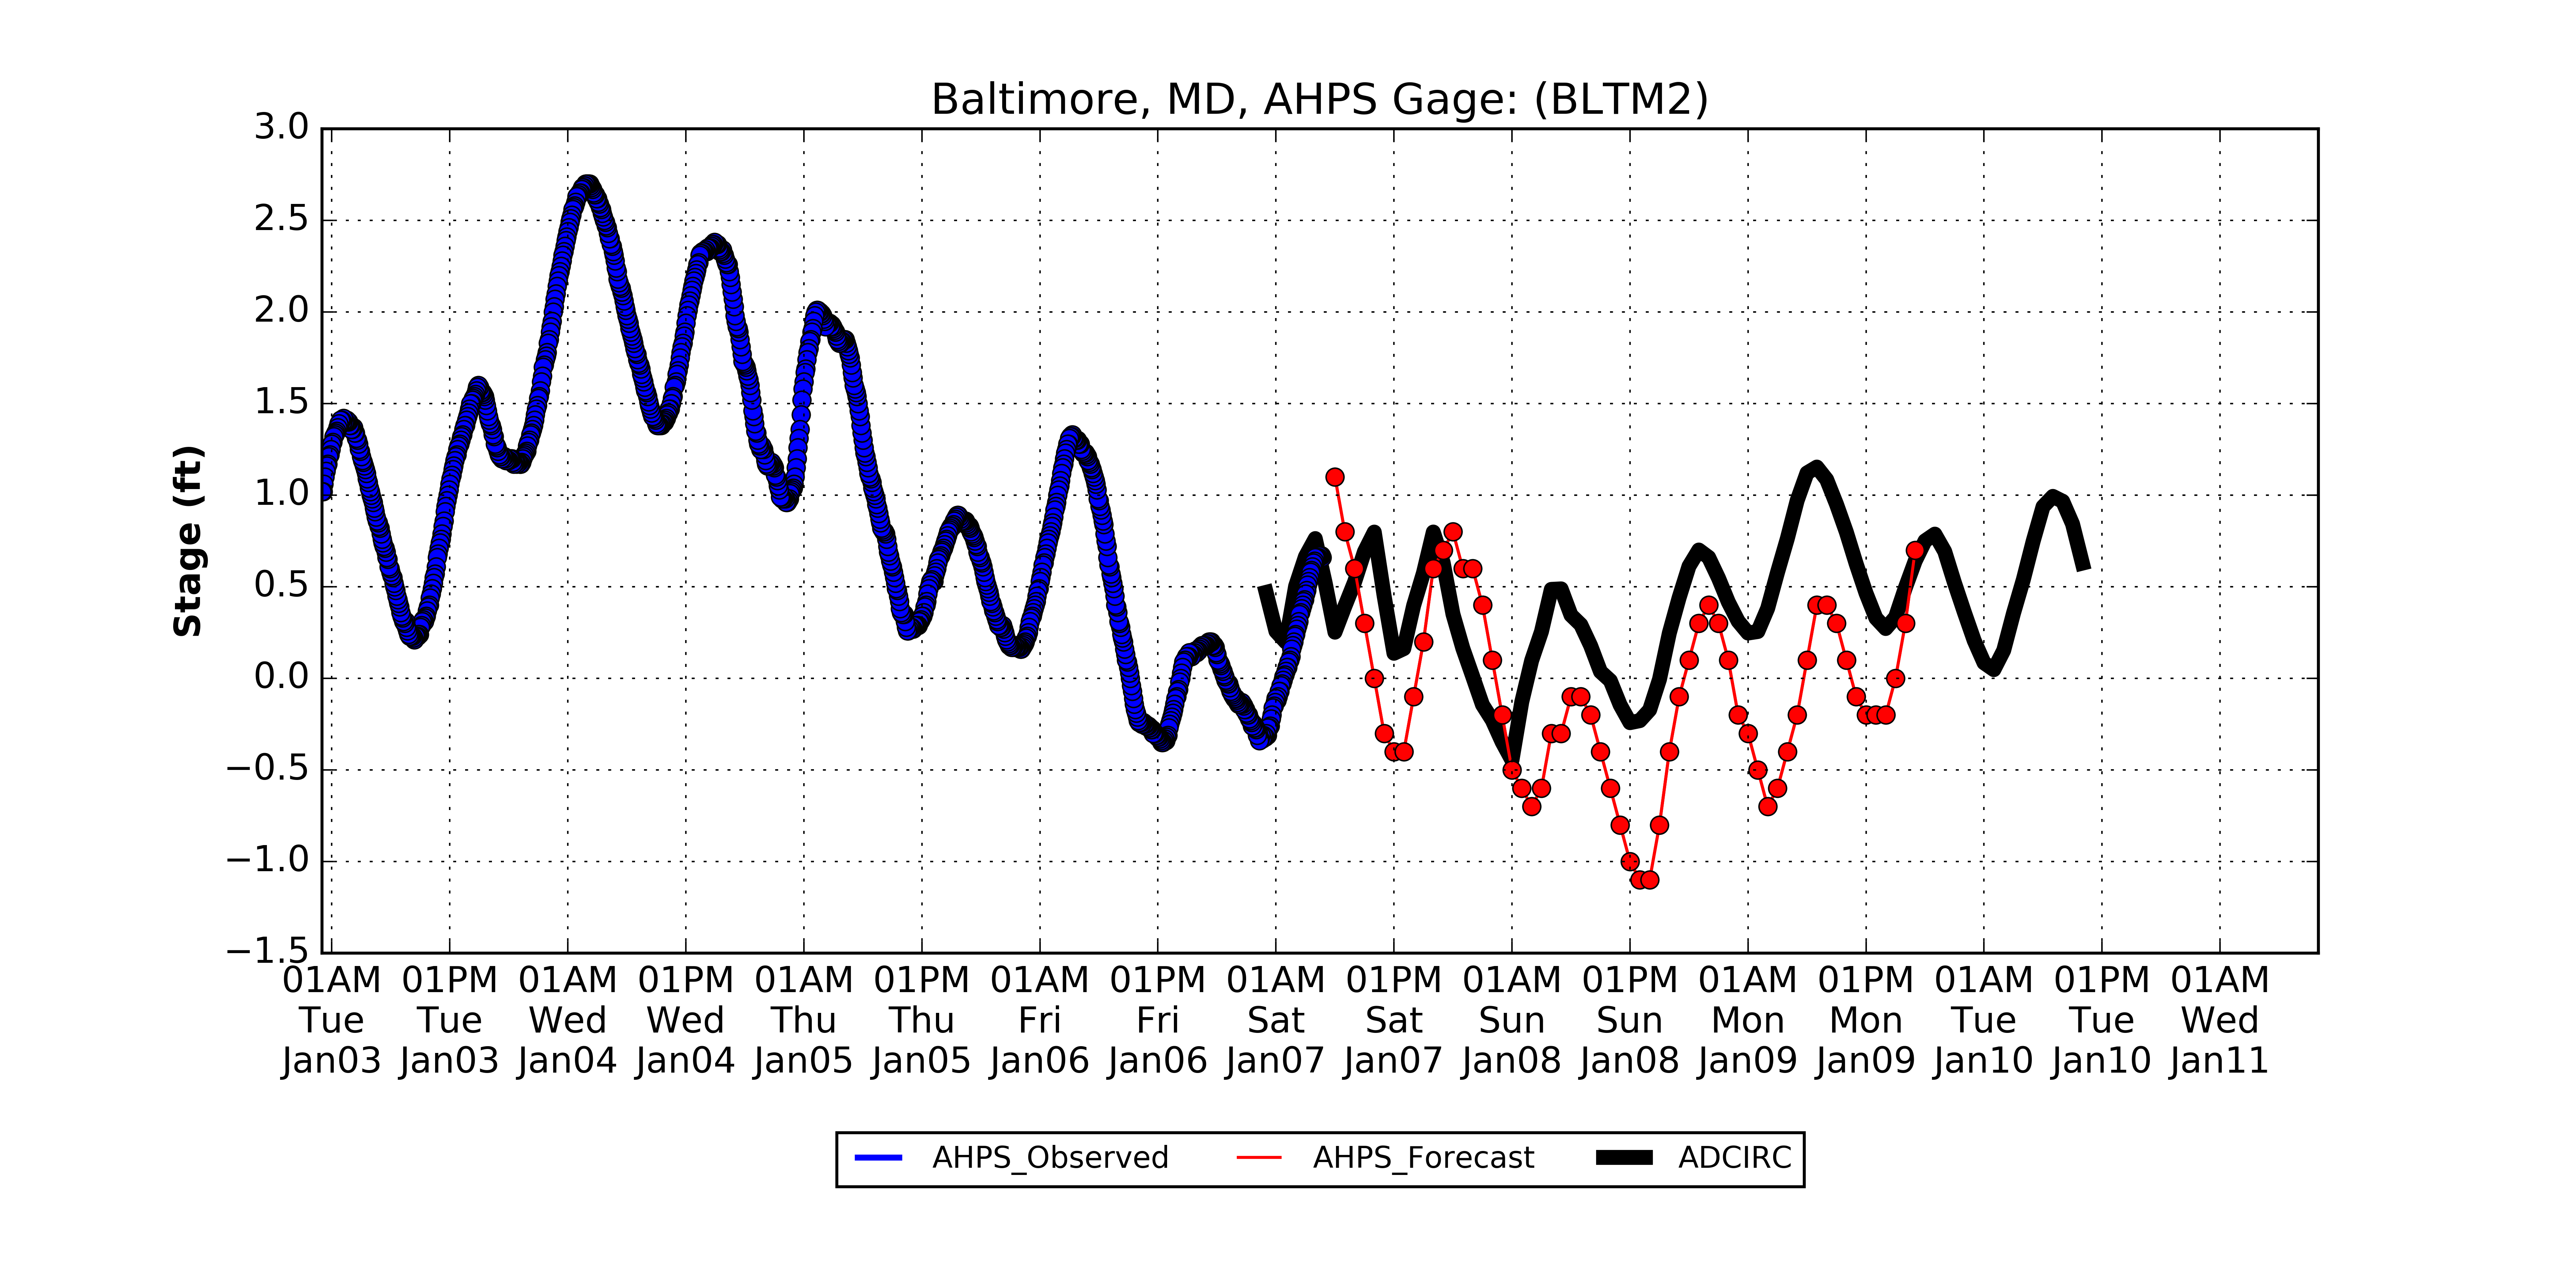 Baltimore, MD, AHPS Gage: (BLTM2)
Stage (ft)
3.0
2.5
2.0
1.5
1.0
0.5
0.0
−0.5
−1.0
−1.5
01AM 01PM 01AM 01PM 01AM 01PM 01AM 01PM 01AM 01PM 01AM 01PM 01AM 01PM 01AM 01PM 01AM
Tue Tue Wed Wed Thu Thu Fri Fri Sat Sat Sun Sun Mon Mon Tue Tue Wed
Jan03 Jan03 Jan04 Jan04 Jan05 Jan05 Jan06 Jan06 Jan07 Jan07 Jan08 Jan08 Jan09 Jan09 Jan10 Jan10 Jan11
AHPS_Observed AHPS_Forecast ADCIRC